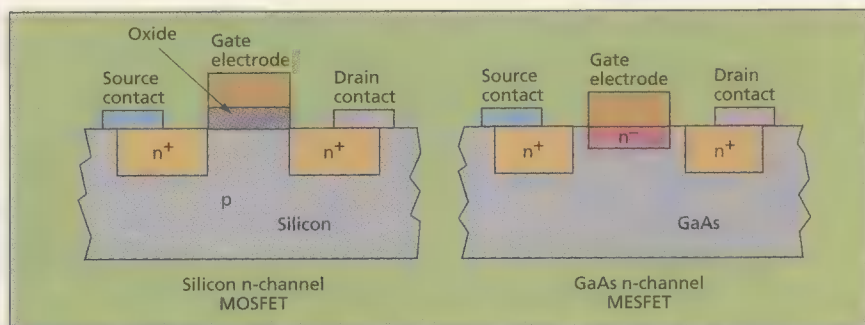 Oxide
Gate
electrode
Source
contact
Drain
contact
n+
n+
p
Silicon
Silicon n-channel
MOSFET
Gate
electrode
Source
contact
Drain
contact
n+
n−
n+
GaAs
GaAs n-channel
MESFET